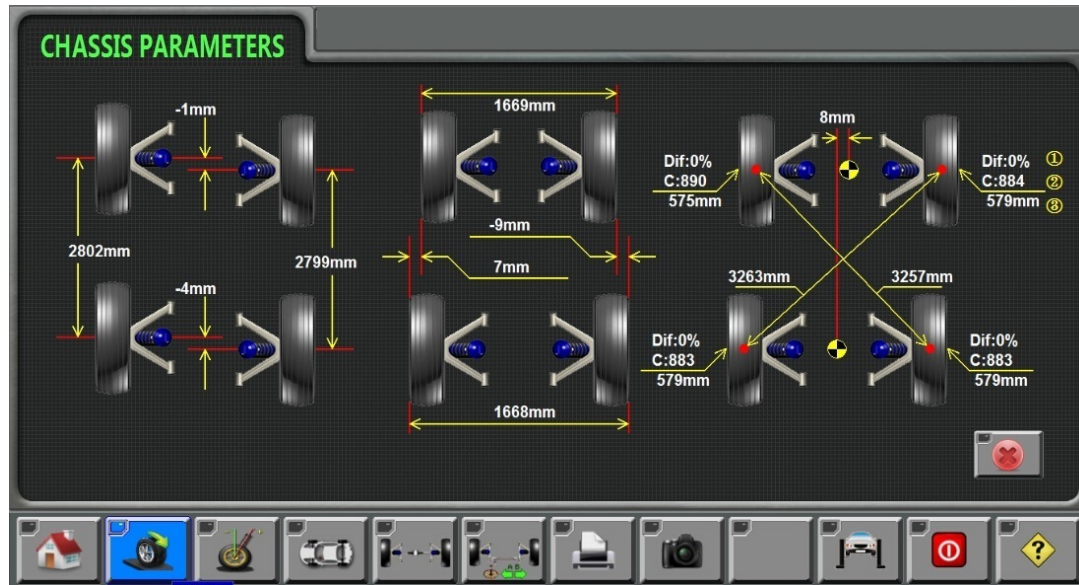 CHASSIS PARAMETERS
-1mm
2802mm
2799mm
-4mm
1669mm
-9mm
7mm
1668mm
8mm
Dif:0%
C:890
575mm
Dif:0% ①
C:884 ②
579mm ③
3263mm
3257mm
Dif:0%
C:883
579mm
Dif:0%
C:883
579mm
A B
?